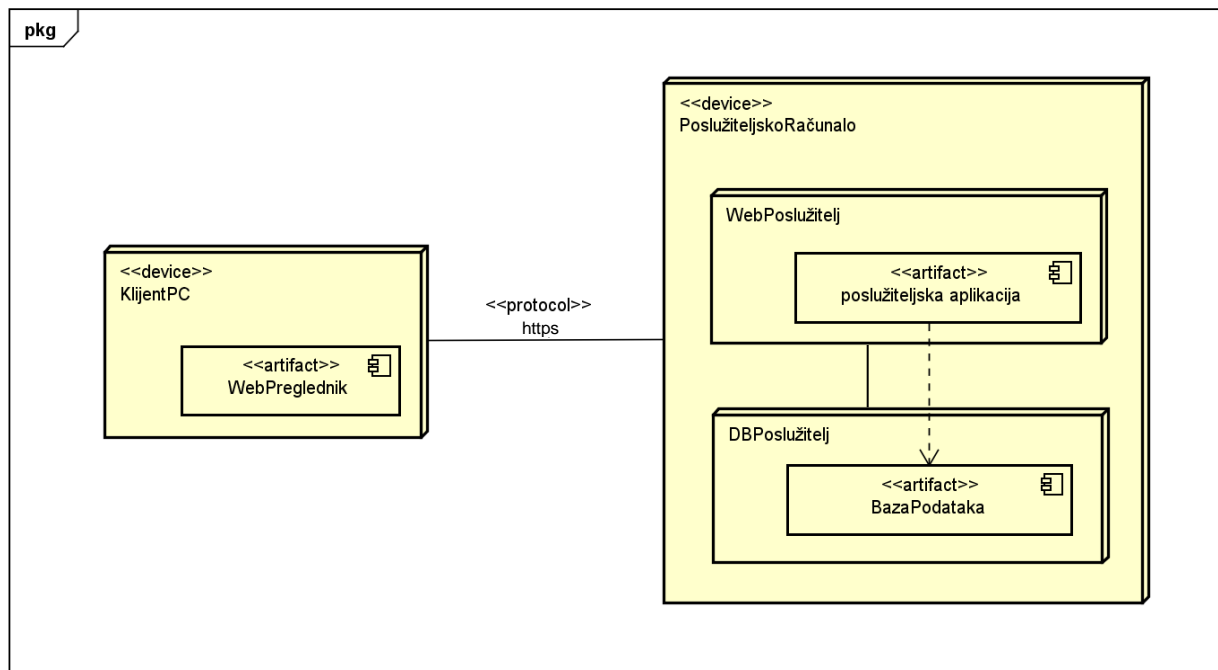 pkg
<<device>>
KlijentPC
<<artifact>>
WebPreglednik
<<protocol>>
https
<<device>>
PoslužiteljskoRačunalo
WebPoslužitelj
<<artifact>>
poslužiteljska aplikacija
DBPoslužitelj
<<artifact>>
BazaPodataka